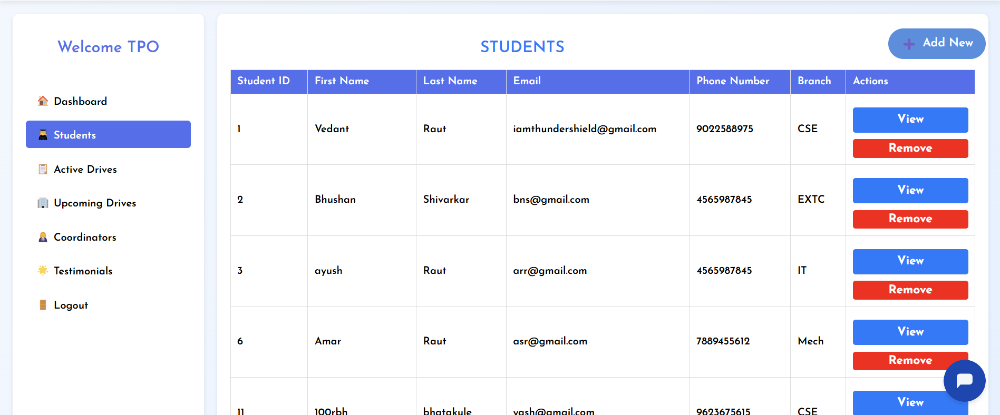 Welcome TPO
Dashboard
Students
Active Drives
Upcoming Drives
Coordinators
Testimonials
Logout
STUDENTS
Add New
Student ID First Name Last Name Email Phone Number Branch Actions
1 Vedant Raut iamthundershield@gmail.com 9022588975 CSE View
Remove
2 Bhushan Shivarkar bns@gmail.com 4565987845 EXTC View
Remove
3 ayush Raut arr@gmail.com 4565987845 IT View
Remove
6 Amar Raut asr@gmail.com 7889455612 Mech View
Remove
11 100rbh bhatakule yash@gmail.com 9623675615 CSE View